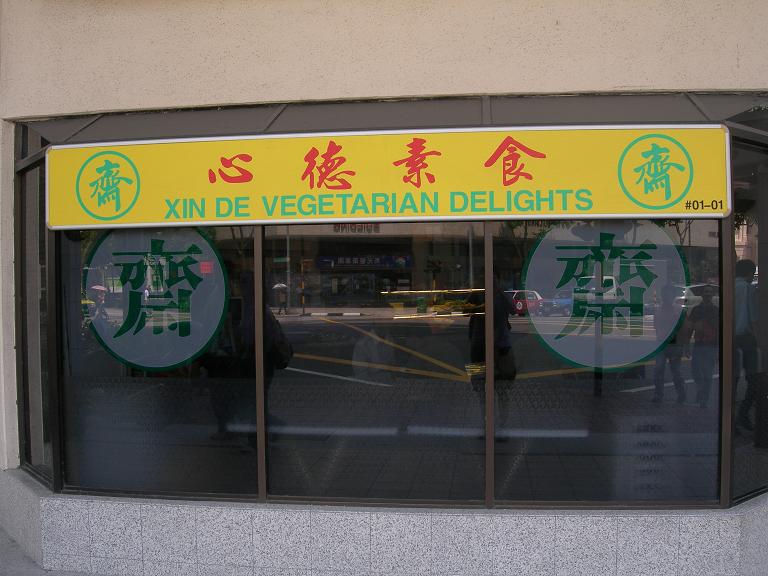 齋 心德素食 齋
XIN DE VEGETARIAN DELIGHTS
#01-01
齋 齋